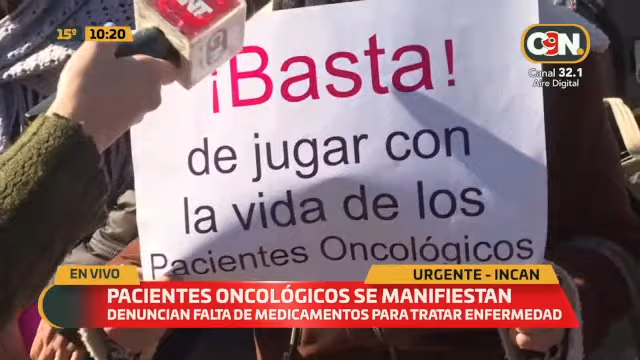 15º 10:20
C9N
Canal 32.1
Aire Digital
¡Basta!
de jugar con
la vida de los
Pacientes Oncológicos
EN VIVO
URGENTE - INCAN
PACIENTES ONCOLÓGICOS SE MANIFIESTAN
DENUNCIAN FALTA DE MEDICAMENTOS PARA TRATAR ENFERMEDAD